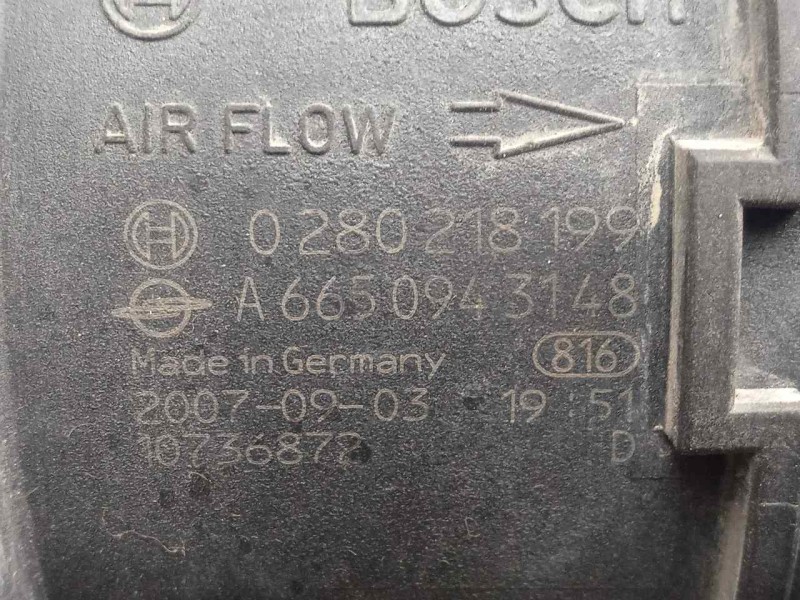 BOSCH
AIR FLOW
0 280 218 199
A 665 094 3148
Made in Germany 816
2007-09-03 19:51
10736872 D